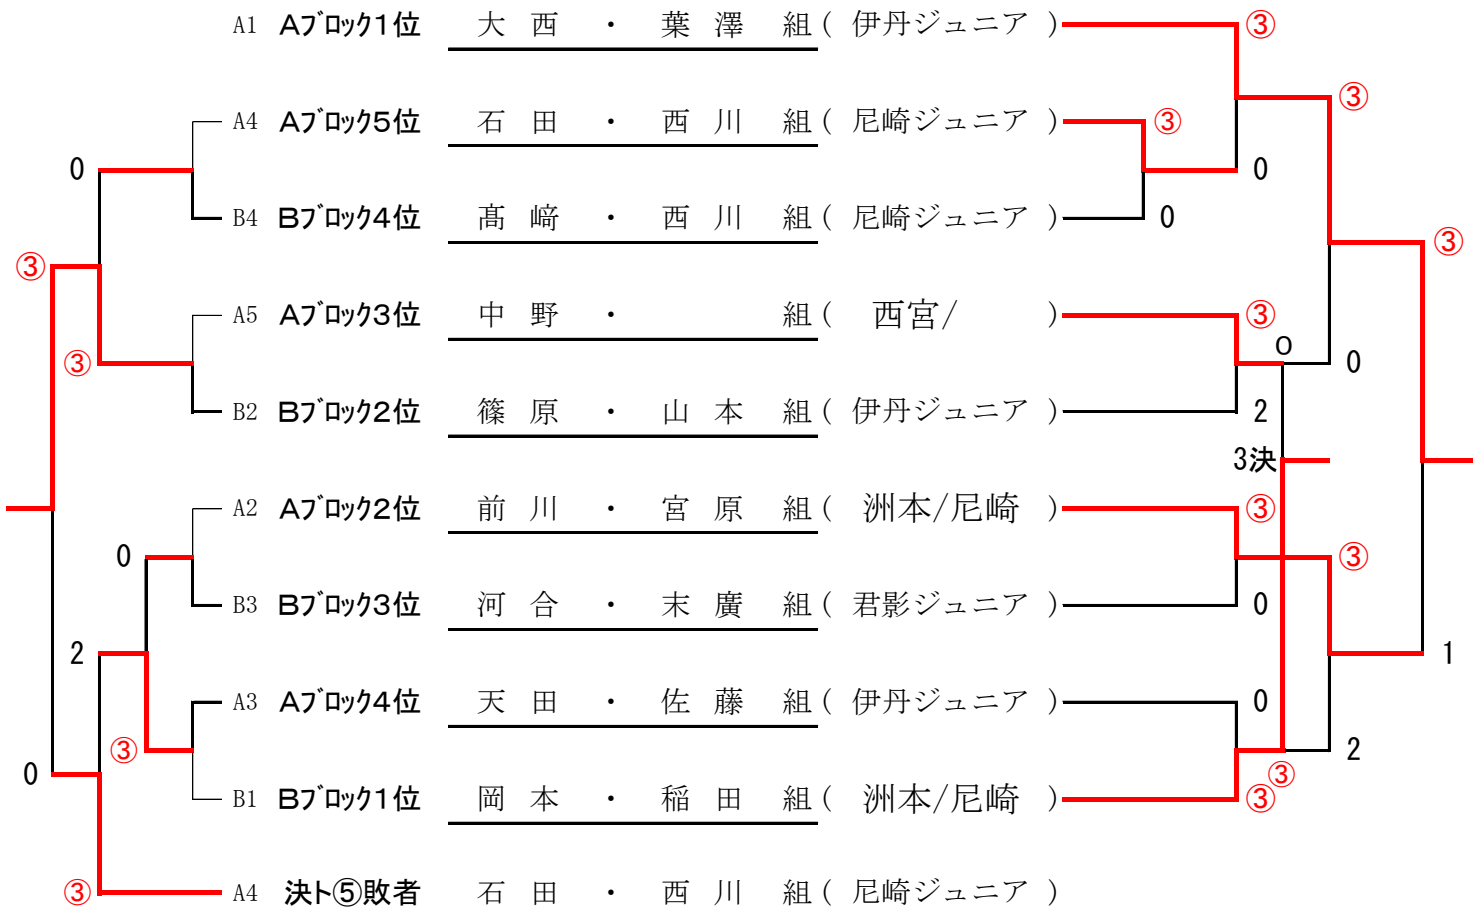 A1 Aブロック1位 大西・葉澤組(伊丹ジュニア) ③
③
A4 Aブロック5位 石田・西川組(尼崎ジュニア) ③
0 0
B4 Bブロック4位 髙﨑・西川組(尼崎ジュニア) 0
③ ③
A5 Aブロック3位 中野・ 組(西宮/ ) ③
0
③ 0
B2 Bブロック2位 篠原・山本組(伊丹ジュニア) 2
3決
A2 Aブロック2位 前川・宮原組(洲本/尼崎) ③
0 ③
B3 Bブロック3位 河合・末廣組(君影ジュニア) 0
2 1
A3 Aブロック4位 天田・佐藤組(伊丹ジュニア) 0
③ 2
0 ③
B1 Bブロック1位 岡本・稲田組(洲本/尼崎) ③
③ A4 決ト⑤敗者 石田・西川組(尼崎ジュニア)